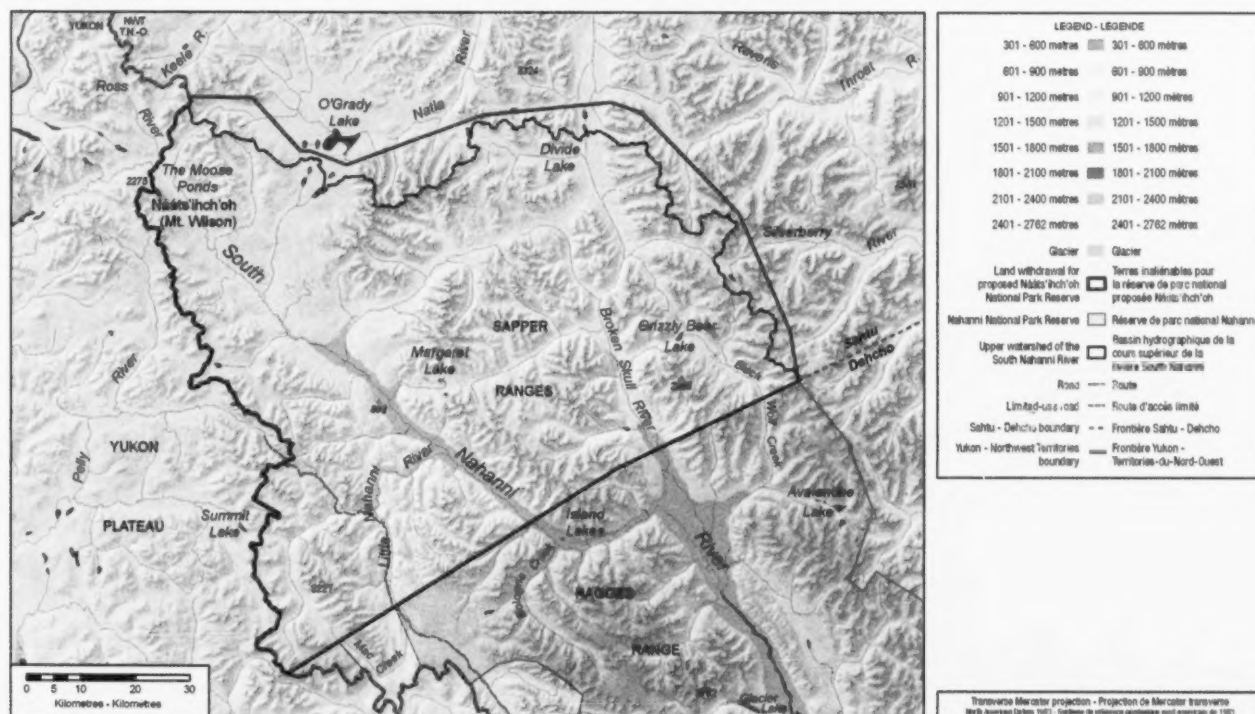 YUKON
NWT
T.N.-O.
Keele R.
Ross
River
O'Grady
Lake
Natla
River
Ravens
Throat
R.
Divide
Lake
2275
The Moose
Ponds
Nááts'ihch'oh
(Mt. Wilson)
South
Silverberry
River
SAPPER
RANGES
Broken Skull River
Grizzly Bear
Lake
Margaret
Lake
Black
Wolf
Creek
Sahtu
Dehcho
River
YUKON
Pelly
PLATEAU
Summit
Lake
Little
Nahanni
River
Nahanni
Island
Lakes
Avalanche
Lake
River
RAGGED
RANGE
Mac Creek
Glacier
Lake
0 5 10 20 30
Kilometres - Kilomètres
LEGEND - LÉGENDE
301 - 600 metres 301 - 600 mètres
601 - 900 metres 601 - 900 mètres
901 - 1200 metres 901 - 1200 mètres
1201 - 1500 metres 1201 - 1500 mètres
1501 - 1800 metres 1501 - 1800 mètres
1801 - 2100 metres 1801 - 2100 mètres
2101 - 2400 metres 2101 - 2400 mètres
2401 - 2762 metres 2401 - 2762 mètres
Glacier Glacier
Land withdrawal for proposed Nááts'ihch'oh National Park Reserve
Terres inaliénables pour la réserve de parc national proposée Nááts'ihch'oh
Nahanni National Park Reserve Réserve de parc national Nahanni
Upper watershed of the South Nahanni River
Bassin hydrographique de la cours supérieur de la rivière South Nahanni
Road Route
Limited-use road Route d'accès limité
Sahtu - Dehcho boundary Frontière Sahtu - Dehcho
Yukon - Northwest Territories boundary
Frontière Yukon - Territories-du-Nord-Ouest
Transverse Mercator projection - Projection de Mercator transverse